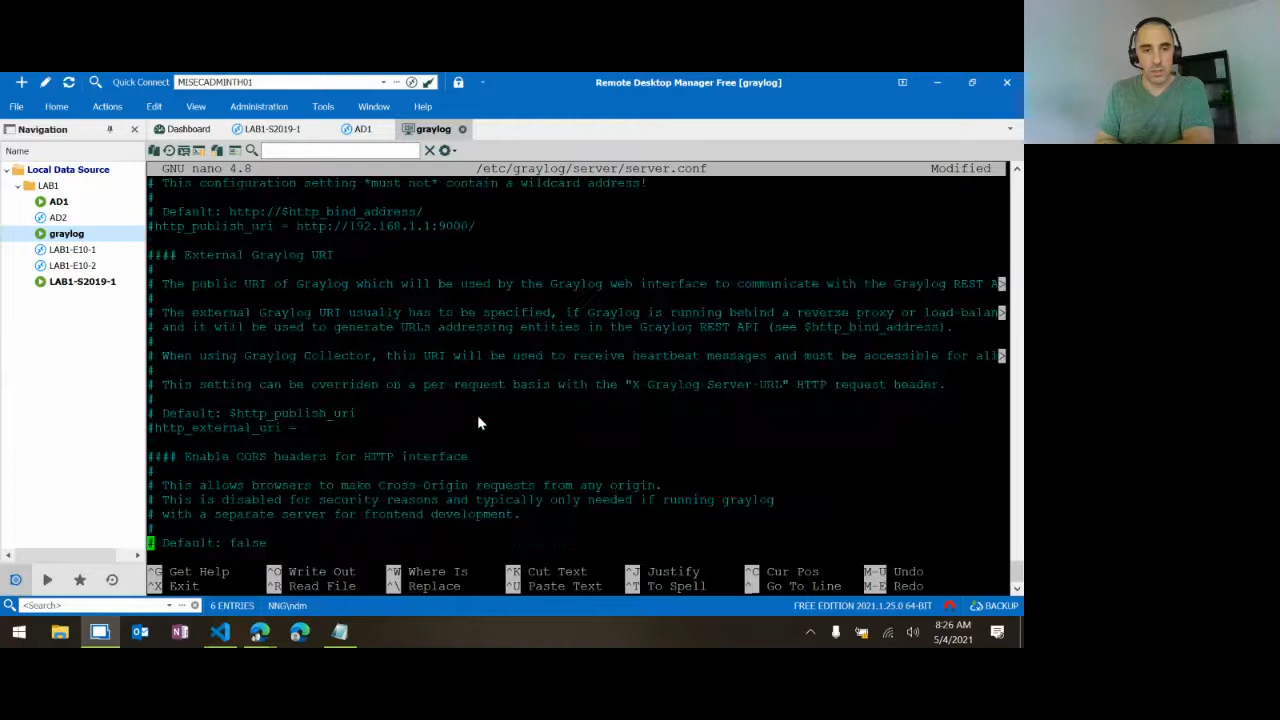 Quick Connect MISECADMINTH01 Remote Desktop Manager Free [graylog]
File Home Actions Edit View Administration Tools Window Help
Navigation Dashboard LAB1-S2019-1 AD1 graylog
Name
Local Data Source
LAB1
AD1
AD2
graylog
LAB1-E10-1
LAB1-E10-2
LAB1-S2019-1
GNU nano 4.8 /etc/graylog/server/server.conf Modified
# This configuration setting *must not* contain a wildcard address!
#
# Default: http://$http_bind_address/
#http_publish_uri = http://192.168.1.1:9000/
#### External Graylog URI
#
# The public URI of Graylog which will be used by the Graylog web interface to communicate with the Graylog REST A>
#
# The external Graylog URI usually has to be specified, if Graylog is running behind a reverse proxy or load-balan>
# and it will be used to generate URLs addressing entities in the Graylog REST API (see $http_bind_address).
#
# When using Graylog Collector, this URI will be used to receive heartbeat messages and must be accessible for all>
#
# This setting can be overriden on a per-request basis with the "X-Graylog-Server-URL" HTTP request header.
#
# Default: $http_publish_uri
#http_external_uri =
#### Enable CORS headers for HTTP interface
#
# This allows browsers to make Cross-Origin requests from any origin.
# This is disabled for security reasons and typically only needed if running graylog
# with a separate server for frontend development.
#
# Default: false
^G Get Help ^O Write Out ^W Where Is ^K Cut Text ^J Justify ^C Cur Pos M-U Undo
^X Exit ^R Read File ^\ Replace ^U Paste Text ^T To Spell ^_ Go To Line M-E Redo
<Search> 6 ENTRIES NNG\ndm FREE EDITION 2021.1.25.0 64-BIT BACKUP
8:26 AM
5/4/2021